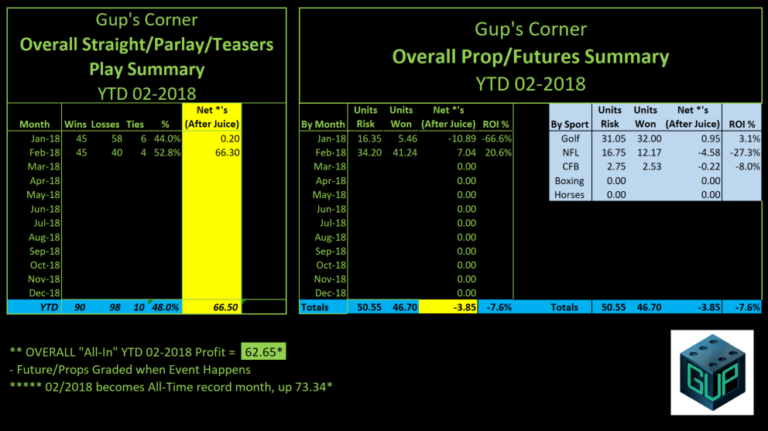 Gup's Corner
Overall Straight/Parlay/Teasers
Play Summary
YTD 02-2018
Net *'s
Month Wins Losses Ties % (After Juice)
Jan-18 45 58 6 44.0% 0.20
Feb-18 45 40 4 52.8% 66.30
Mar-18
Apr-18
May-18
Jun-18
Jul-18
Aug-18
Sep-18
Oct-18
Nov-18
Dec-18
YTD 90 98 10 48.0% 66.50
Gup's Corner
Overall Prop/Futures Summary
YTD 02-2018
Units Units Net *'s
By Month Risk Won (After Juice) ROI %
Jan-18 16.35 5.46 -10.89 -66.6%
Feb-18 34.20 41.24 7.04 20.6%
Mar-18 0.00
Apr-18 0.00
May-18 0.00
Jun-18 0.00
Jul-18 0.00
Aug-18 0.00
Sep-18 0.00
Oct-18 0.00
Nov-18 0.00
Dec-18 0.00
Totals 50.55 46.70 -3.85 -7.6%
Units Units Net *'s
By Sport Risk Won (After Juice) ROI %
Golf 31.05 32.00 0.95 3.1%
NFL 16.75 12.17 -4.58 -27.3%
CFB 2.75 2.53 -0.22 -8.0%
Boxing 0.00 0.00
Horses 0.00 0.00
Totals 50.55 46.70 -3.85 -7.6%
** OVERALL "All-In" YTD 02-2018 Profit = 62.65*
- Future/Props Graded when Event Happens
***** 02/2018 becomes All-Time record month, up 73.34*
GUP